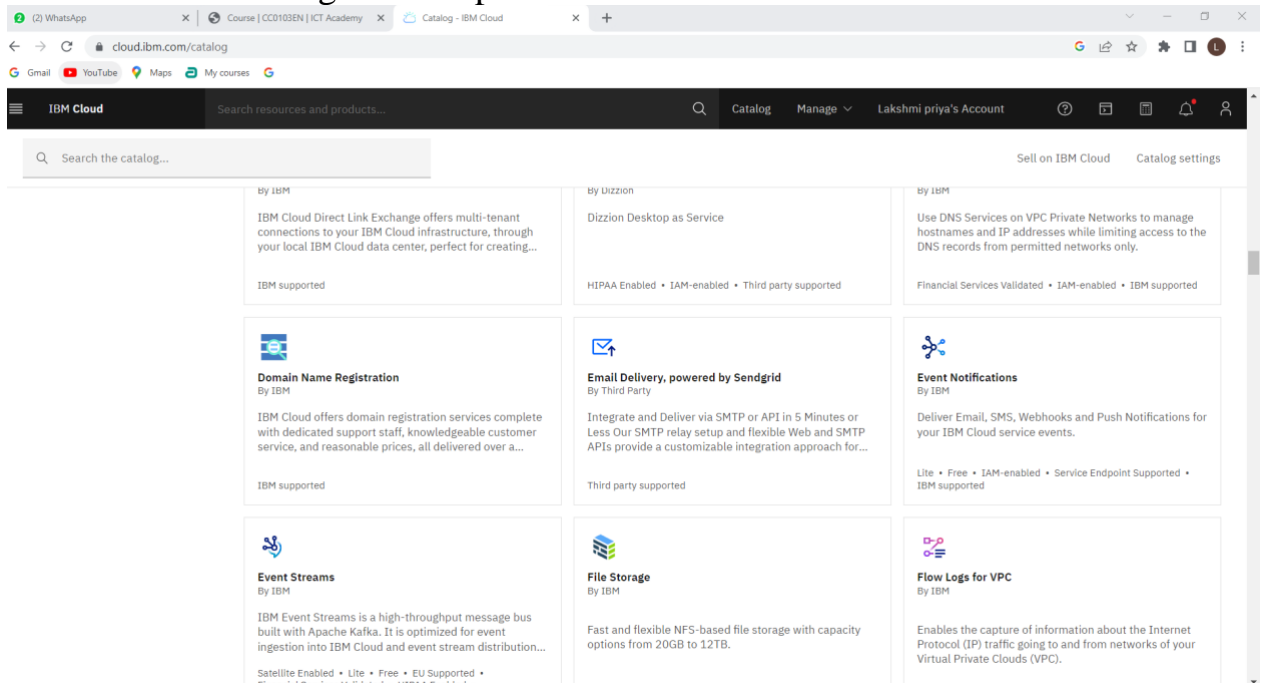 (2) WhatsApp
Course | CC0103EN | ICT Academy
Catalog - IBM Cloud
cloud.ibm.com/catalog
Gmail YouTube Maps My courses
IBM Cloud
Search resources and products...
Catalog Manage Lakshmi priya's Account
Search the catalog...
Sell on IBM Cloud Catalog settings
By IBM
IBM Cloud Direct Link Exchange offers multi-tenant
connections to your IBM Cloud infrastructure, through
your local IBM Cloud data center, perfect for creating...
IBM supported
By Dizzion
Dizzion Desktop as Service
HIPAA Enabled • IAM-enabled • Third party supported
By IBM
Use DNS Services on VPC Private Networks to manage
hostnames and IP addresses while limiting access to the
DNS records from permitted networks only.
Financial Services Validated • IAM-enabled • IBM supported
Domain Name Registration
By IBM
IBM Cloud offers domain registration services complete
with dedicated support staff, knowledgeable customer
service, and reasonable prices, all delivered over a...
IBM supported
Email Delivery, powered by Sendgrid
By Third Party
Integrate and Deliver via SMTP or API in 5 Minutes or
Less Our SMTP relay setup and flexible Web and SMTP
APIs provide a customizable integration approach for...
Third party supported
Event Notifications
By IBM
Deliver Email, SMS, Webhooks and Push Notifications for
your IBM Cloud service events.
Lite • Free • IAM-enabled • Service Endpoint Supported •
IBM supported
Event Streams
By IBM
IBM Event Streams is a high-throughput message bus
built with Apache Kafka. It is optimized for event
ingestion into IBM Cloud and event stream distribution...
Satellite Enabled • Lite • Free • EU Supported •
File Storage
By IBM
Fast and flexible NFS-based file storage with capacity
options from 20GB to 12TB.
Flow Logs for VPC
By IBM
Enables the capture of information about the Internet
Protocol (IP) traffic going to and from networks of your
Virtual Private Clouds (VPC).